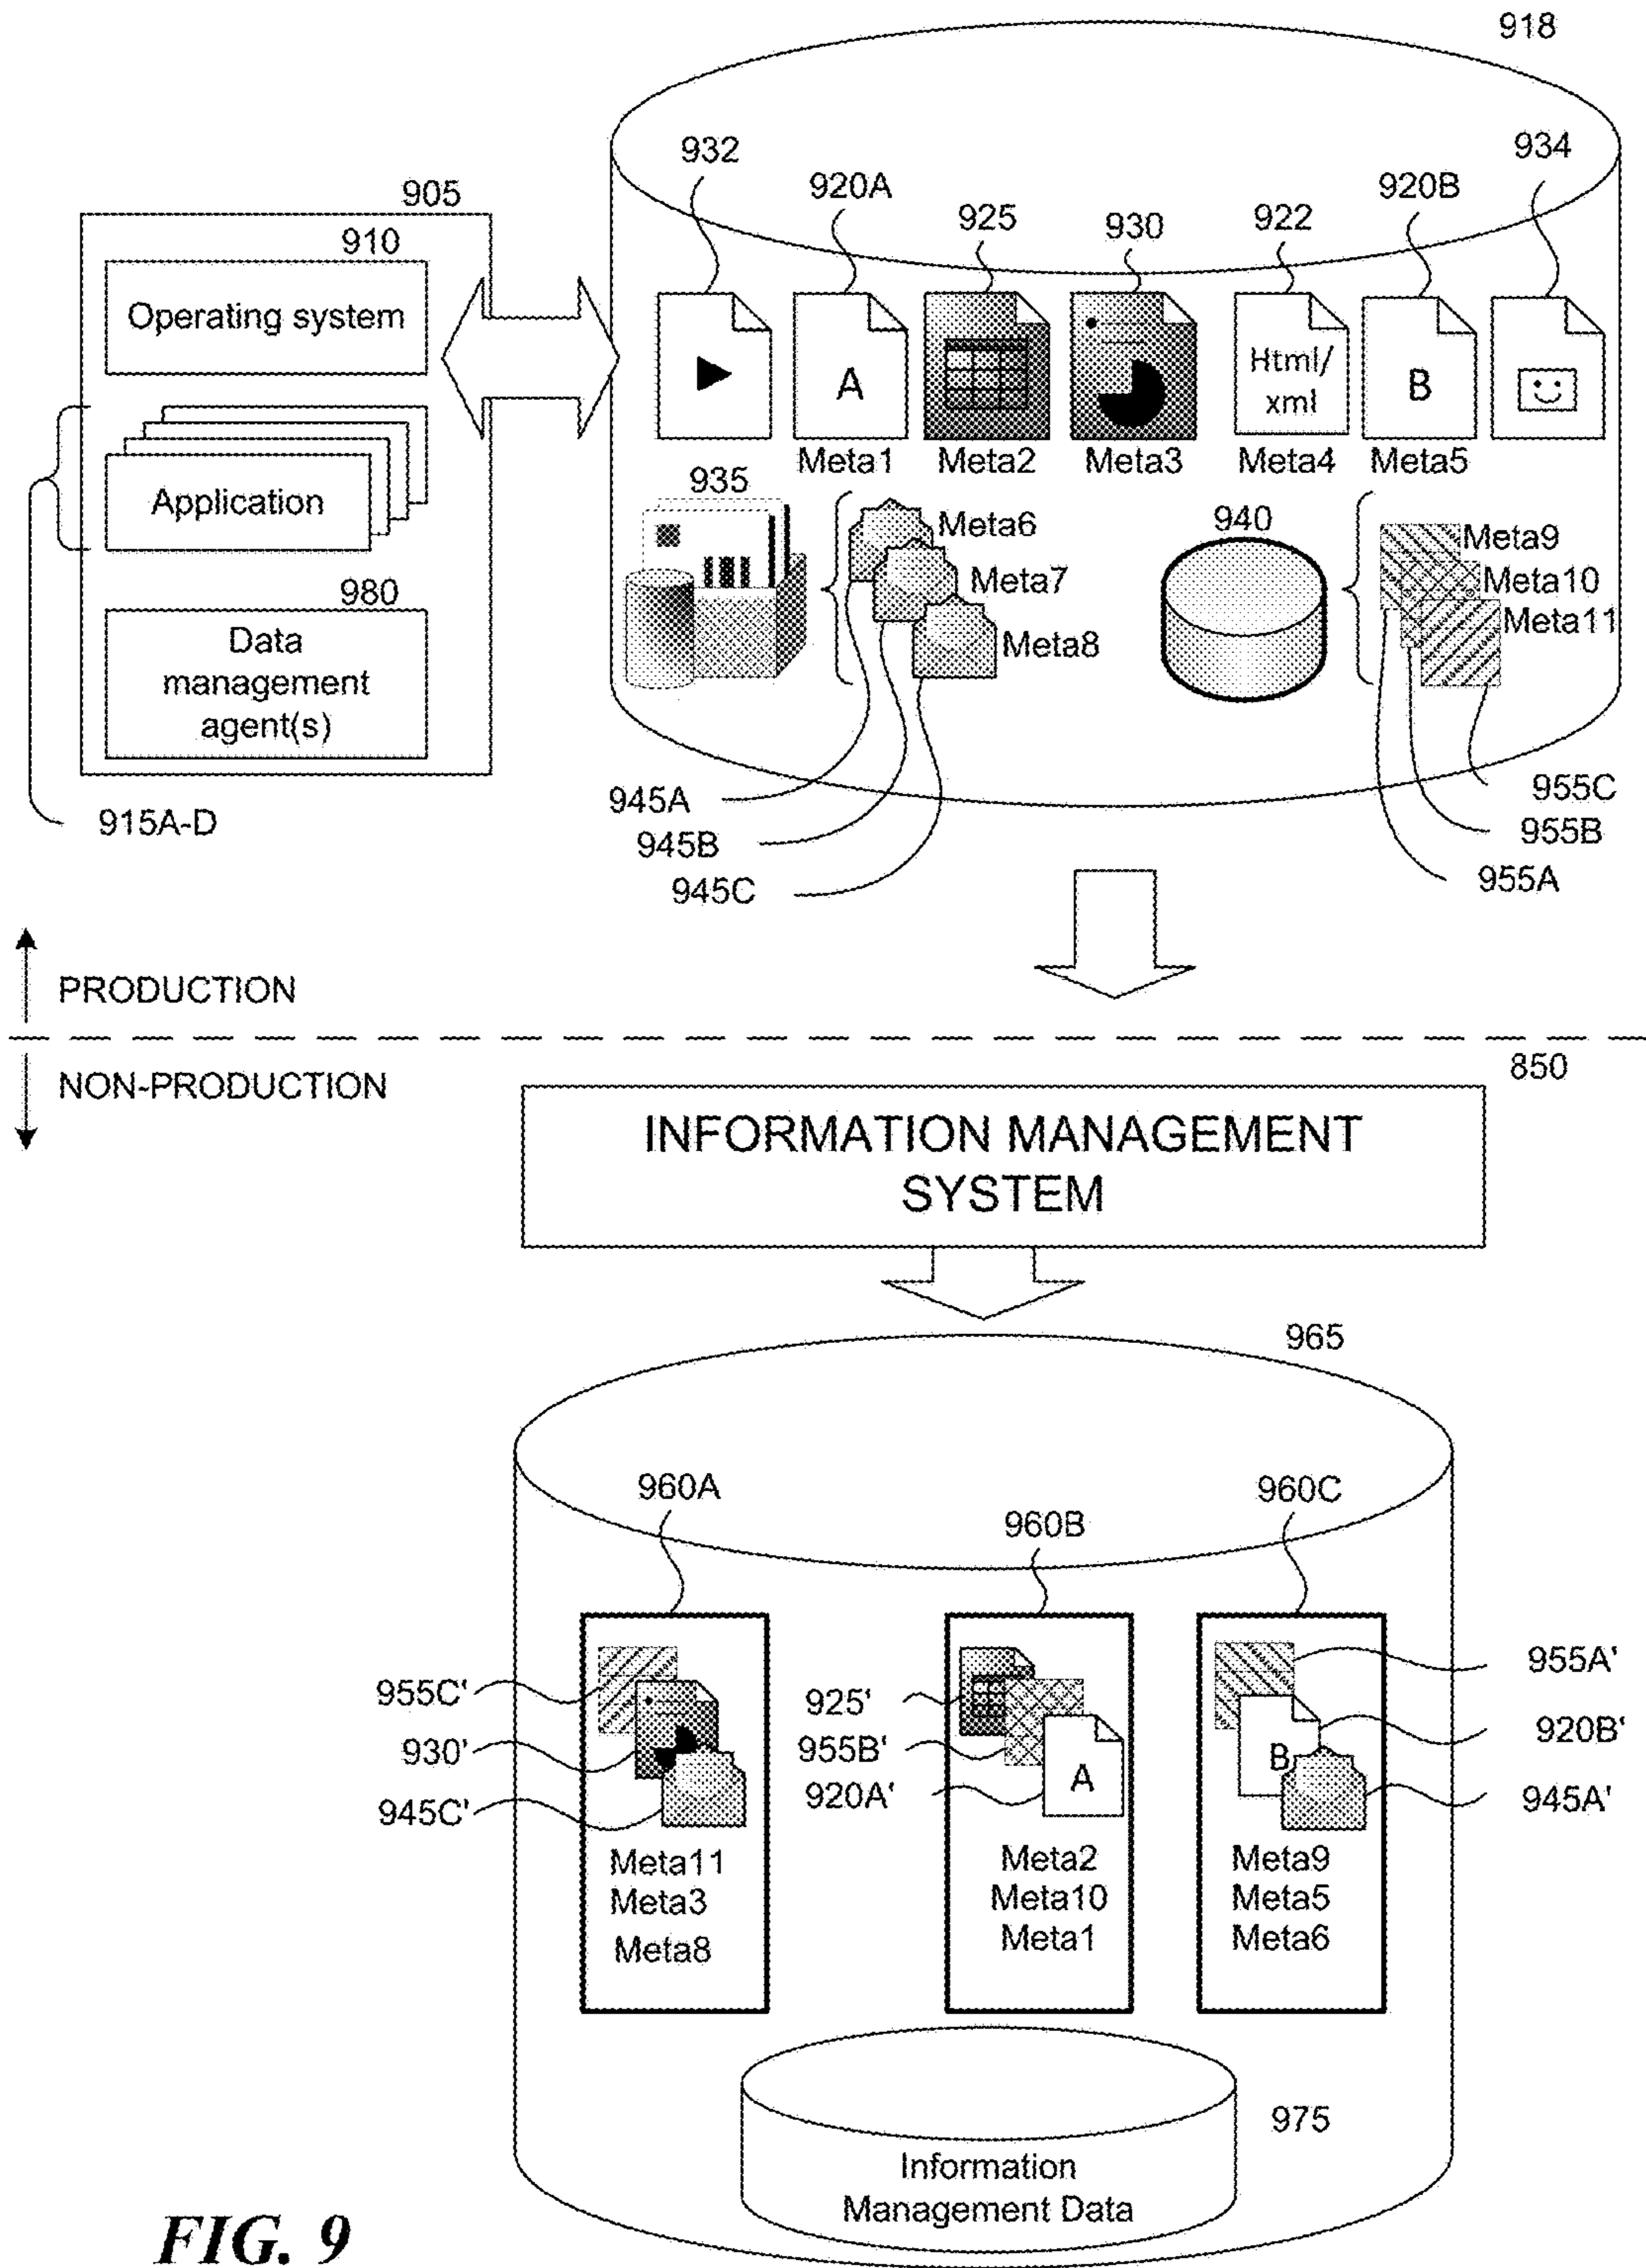 918
932
934
920A
920B
905
925
922
930
910
Operating system
A
Html/
xml
B
Meta1
Meta2
Meta3
Meta4
Meta5
935
Application
Meta6
940
Meta9
Meta7
Meta10
Meta8
Meta11
980
Data
management
agent(s)
945A
955C
915A-D
945B
955B
945C
955A
PRODUCTION
NON-PRODUCTION
850
INFORMATION MANAGEMENT
SYSTEM
965
960A
960B
960C
955C'
925'
955A'
930'
955B'
B
920B'
945C'
920A'
A
945A'
Meta11
Meta3
Meta8
Meta2
Meta10
Meta1
Meta9
Meta5
Meta6
975
Information
Management Data
FIG. 9